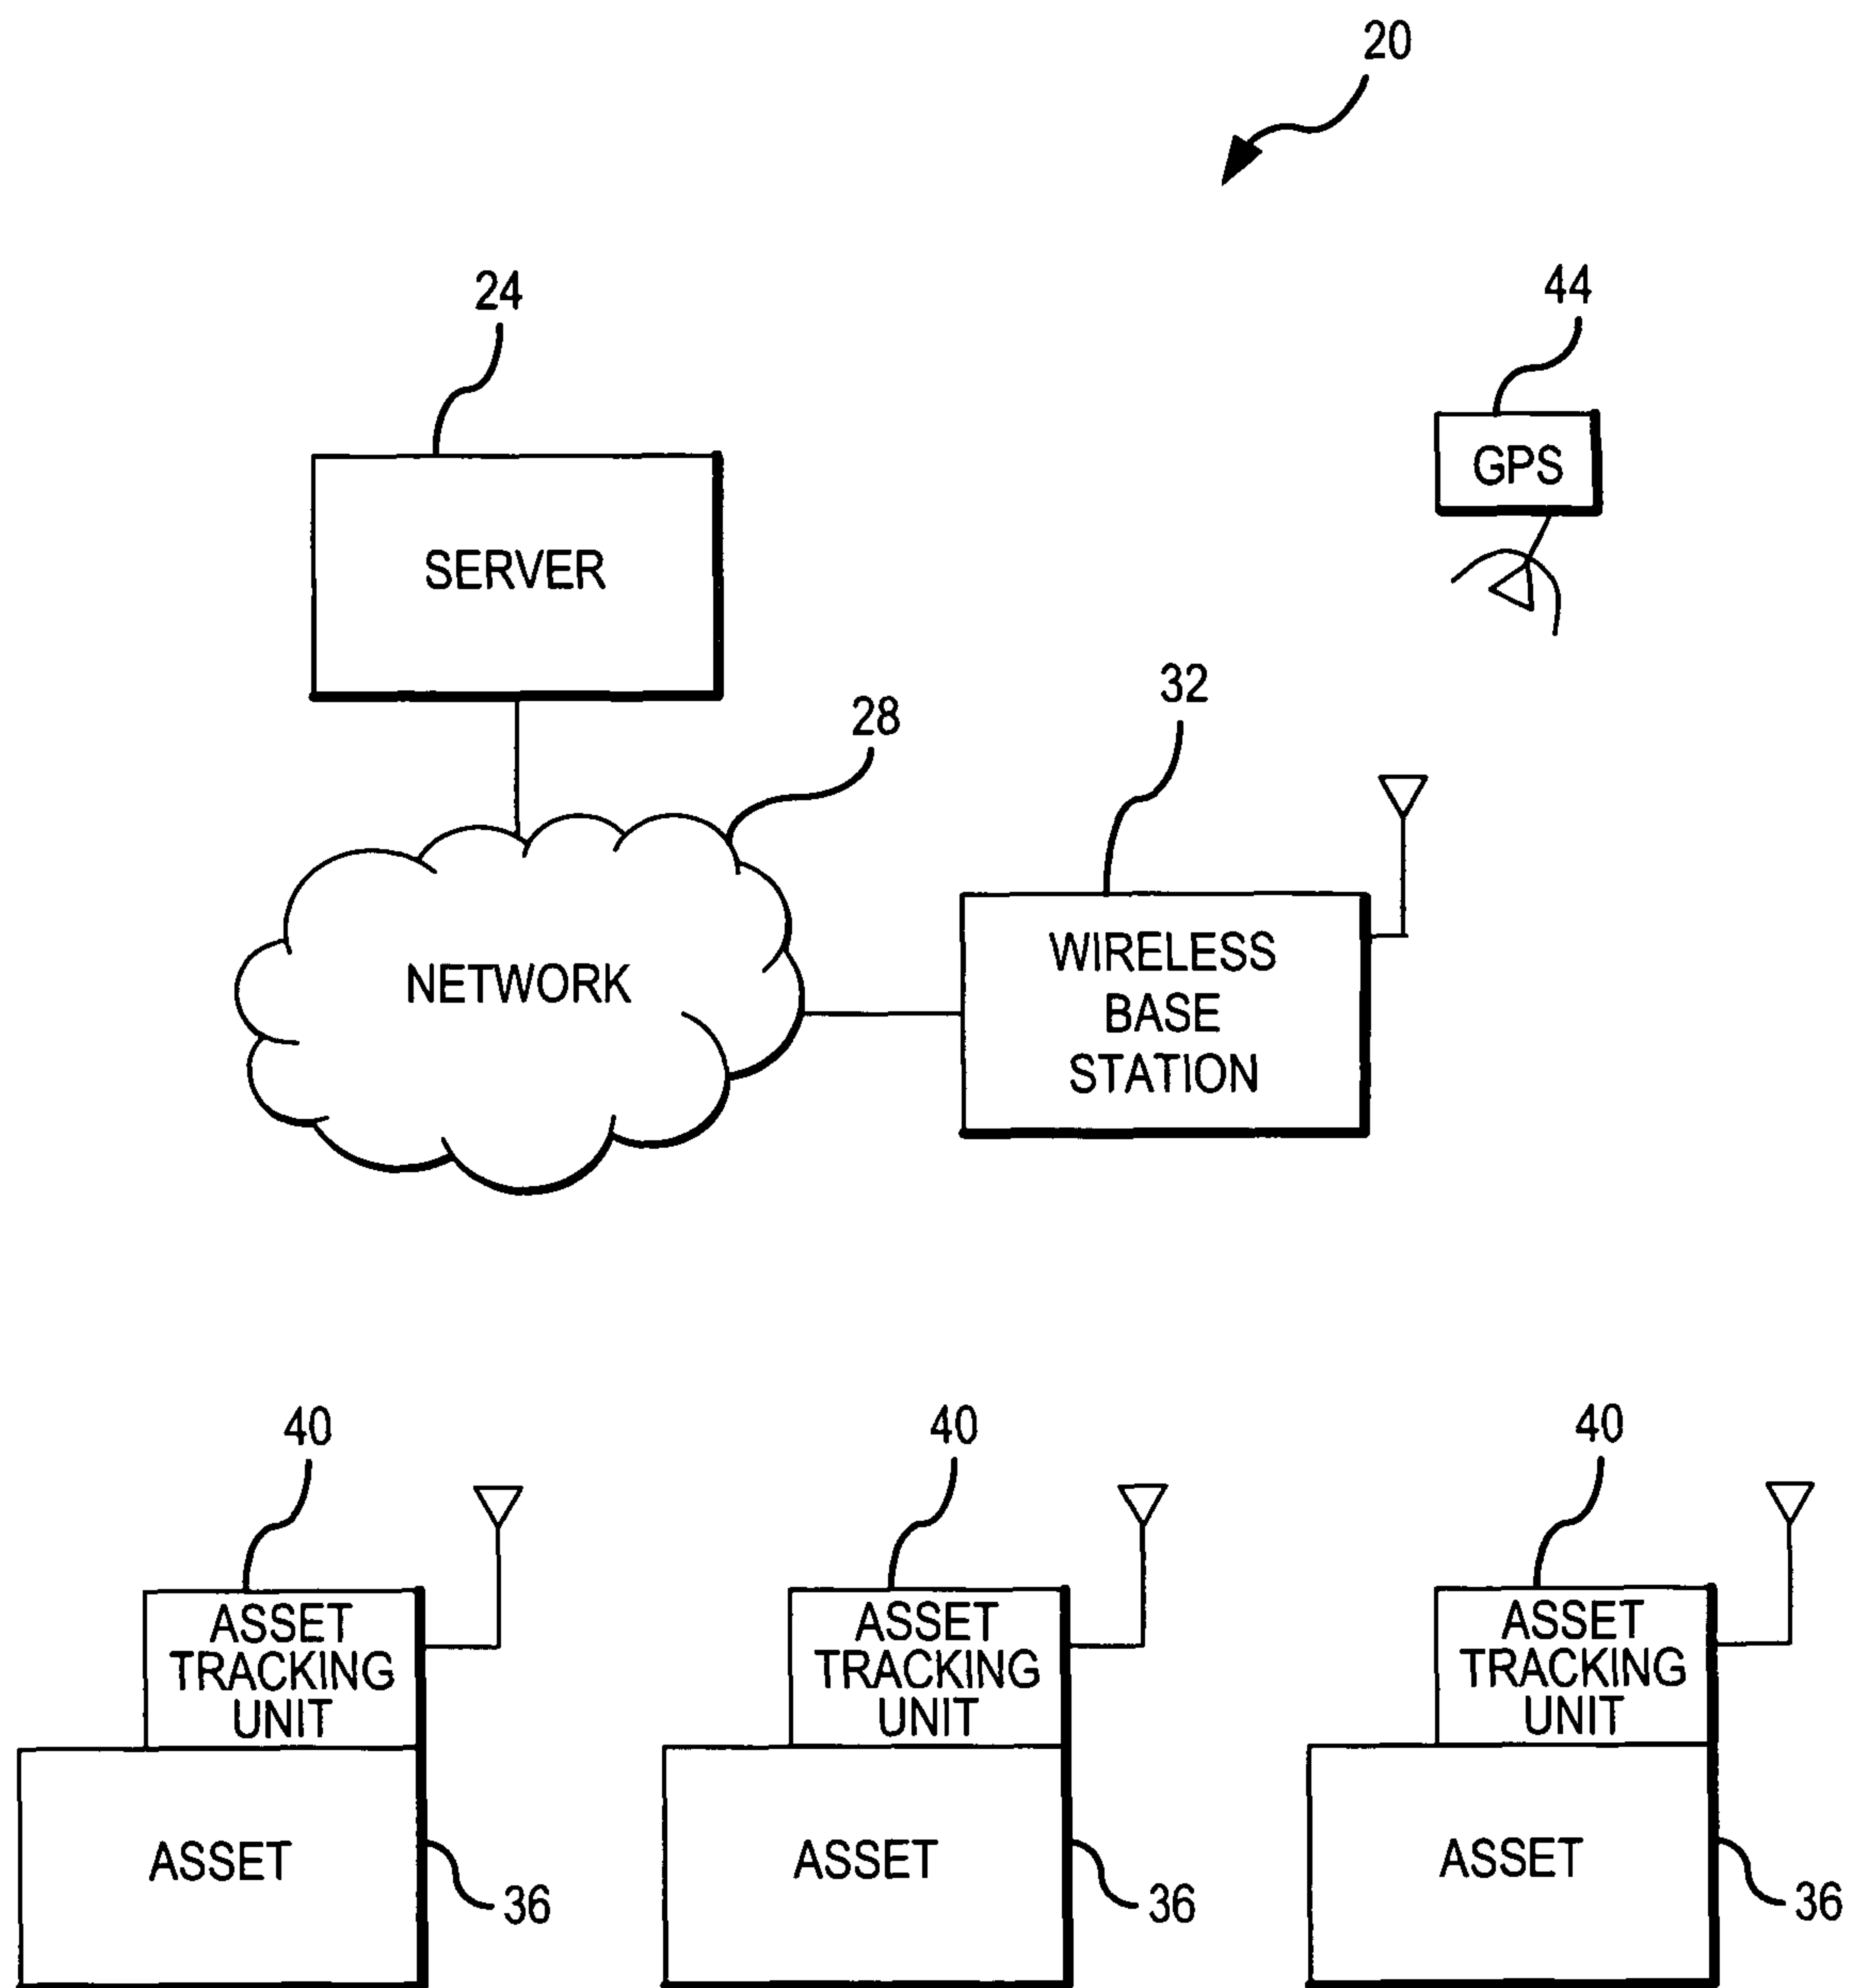 20
24
44
GPS
SERVER
32
28
WIRELESS
BASE
STATION
NETWORK
40
40
40
ASSET
TRACKING
UNIT
ASSET
TRACKING
UNIT
ASSET
TRACKING
UNIT
ASSET
36
ASSET
36
ASSET
36